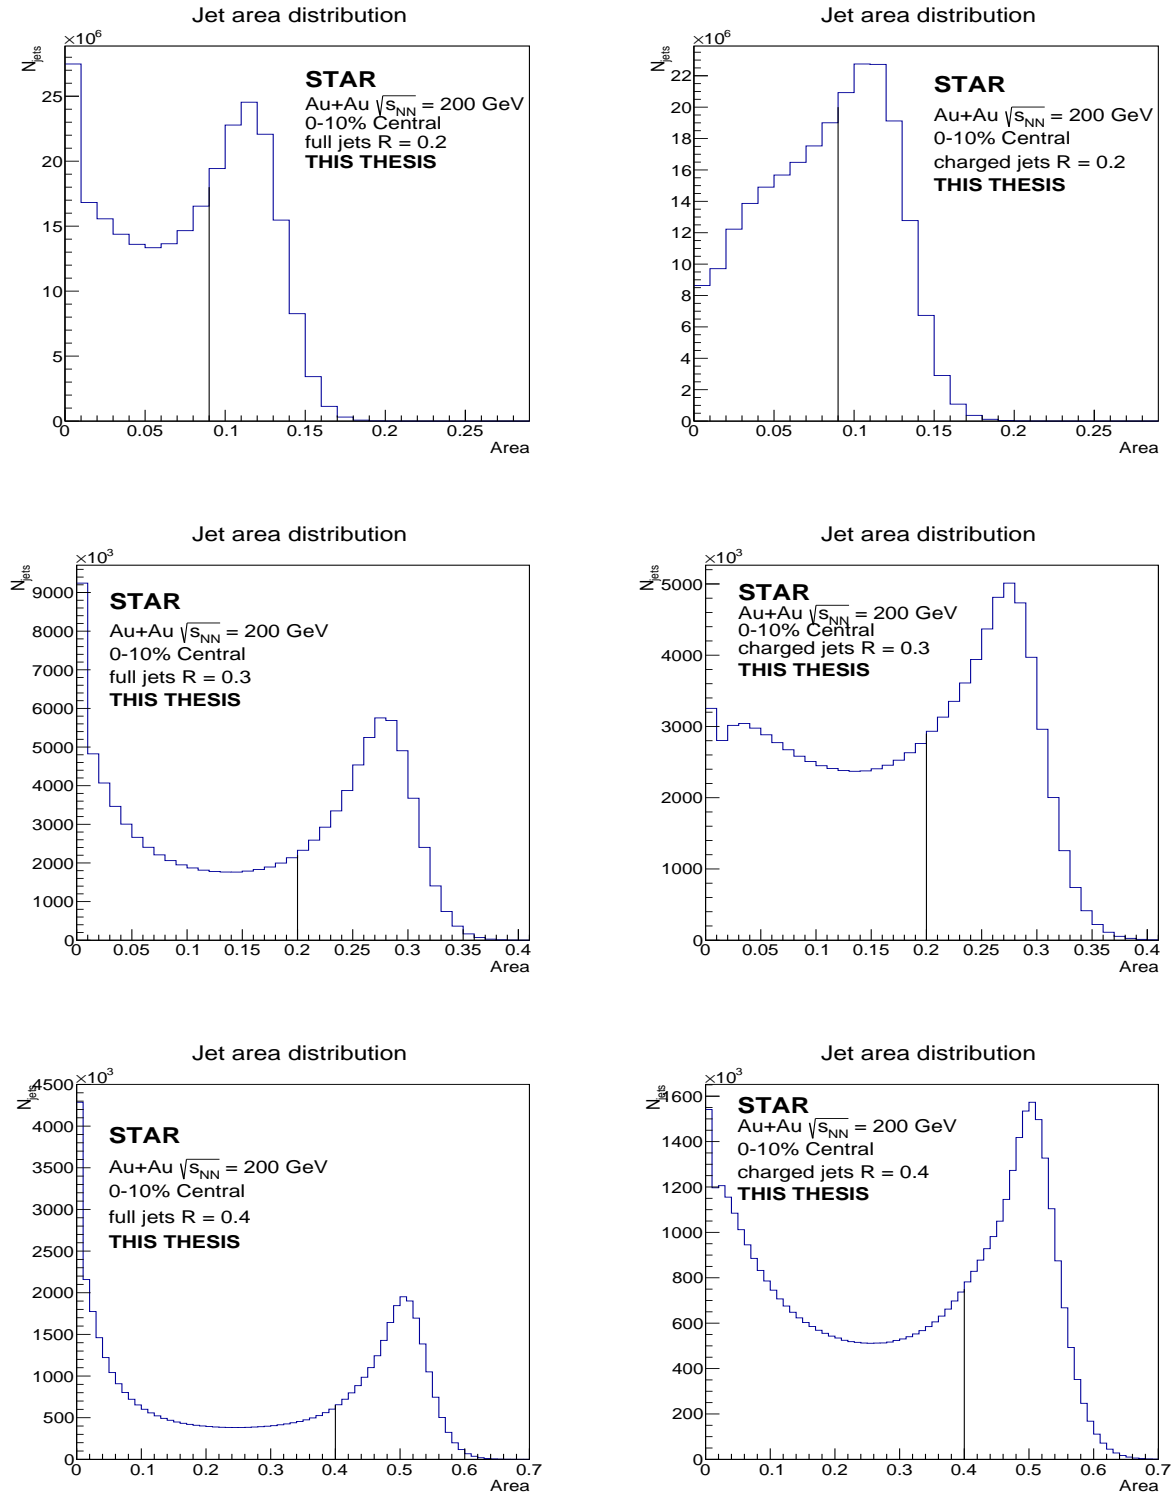 Jet area distribution
×10⁶
N_jets
25
20
15
10
5
0
0 0.05 0.1 0.15 0.2 0.25
Area
STAR
Au+Au √s_NN = 200 GeV
0-10% Central
full jets R = 0.2
THIS THESIS
Jet area distribution
×10⁶
N_jets
22
20
18
16
14
12
10
8
6
4
2
0
0 0.05 0.1 0.15 0.2 0.25
Area
STAR
Au+Au √s_NN = 200 GeV
0-10% Central
charged jets R = 0.2
THIS THESIS
Jet area distribution
×10³
N_jets
9000
8000
7000
6000
5000
4000
3000
2000
1000
0
0 0.05 0.1 0.15 0.2 0.25 0.3 0.35 0.4
Area
STAR
Au+Au √s_NN = 200 GeV
0-10% Central
full jets R = 0.3
THIS THESIS
Jet area distribution
×10³
N_jets
5000
4000
3000
2000
1000
0
0 0.05 0.1 0.15 0.2 0.25 0.3 0.35 0.4
Area
STAR
Au+Au √s_NN = 200 GeV
0-10% Central
charged jets R = 0.3
THIS THESIS
Jet area distribution
×10³
N_jets
4500
4000
3500
3000
2500
2000
1500
1000
500
0
0 0.1 0.2 0.3 0.4 0.5 0.6 0.7
Area
STAR
Au+Au √s_NN = 200 GeV
0-10% Central
full jets R = 0.4
THIS THESIS
Jet area distribution
×10³
N_jets
1600
1400
1200
1000
800
600
400
200
0
0 0.1 0.2 0.3 0.4 0.5 0.6 0.7
Area
STAR
Au+Au √s_NN = 200 GeV
0-10% Central
charged jets R = 0.4
THIS THESIS